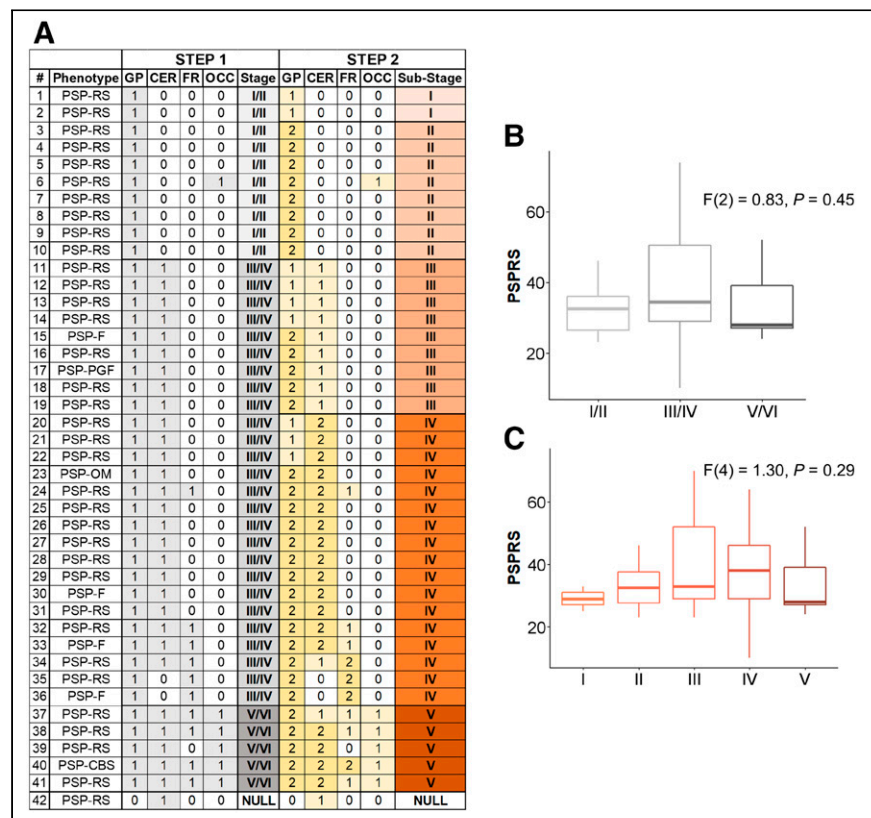 A
STEP 1 STEP 2
# Phenotype GP CER FR OCC Stage GP CER FR OCC Sub-Stage
1 PSP-RS 1 0 0 0 I/II 1 0 0 0 I
2 PSP-RS 1 0 0 0 I/II 1 0 0 0 I
3 PSP-RS 1 0 0 0 I/II 2 0 0 0 II
4 PSP-RS 1 0 0 0 I/II 2 0 0 0 II
5 PSP-RS 1 0 0 0 I/II 2 0 0 0 II
6 PSP-RS 1 0 0 1 I/II 2 0 0 1 II
7 PSP-RS 1 0 0 0 I/II 2 0 0 0 II
8 PSP-RS 1 0 0 0 I/II 2 0 0 0 II
9 PSP-RS 1 0 0 0 I/II 2 0 0 0 II
10 PSP-RS 1 0 0 0 I/II 2 0 0 0 II
11 PSP-RS 1 1 0 0 III/IV 1 1 0 0 III
12 PSP-RS 1 1 0 0 III/IV 1 1 0 0 III
13 PSP-RS 1 1 0 0 III/IV 1 1 0 0 III
14 PSP-RS 1 1 0 0 III/IV 1 1 0 0 III
15 PSP-F 1 1 0 0 III/IV 2 1 0 0 III
16 PSP-RS 1 1 0 0 III/IV 2 1 0 0 III
17 PSP-PGF 1 1 0 0 III/IV 2 1 0 0 III
18 PSP-RS 1 1 0 0 III/IV 2 1 0 0 III
19 PSP-RS 1 1 0 0 III/IV 2 1 0 0 III
20 PSP-RS 1 1 0 0 III/IV 1 2 0 0 IV
21 PSP-RS 1 1 0 0 III/IV 1 2 0 0 IV
22 PSP-RS 1 1 0 0 III/IV 1 2 0 0 IV
23 PSP-OM 1 1 0 0 III/IV 2 2 0 0 IV
24 PSP-RS 1 1 1 0 III/IV 2 2 1 0 IV
25 PSP-RS 1 1 0 0 III/IV 2 2 0 0 IV
26 PSP-RS 1 1 0 0 III/IV 2 2 0 0 IV
27 PSP-RS 1 1 0 0 III/IV 2 2 0 0 IV
28 PSP-RS 1 1 0 0 III/IV 2 2 0 0 IV
29 PSP-RS 1 1 0 0 III/IV 2 2 0 0 IV
30 PSP-F 1 1 0 0 III/IV 2 2 0 0 IV
31 PSP-RS 1 1 0 0 III/IV 2 2 0 0 IV
32 PSP-RS 1 1 1 0 III/IV 2 2 1 0 IV
33 PSP-F 1 1 1 0 III/IV 2 2 1 0 IV
34 PSP-RS 1 1 1 0 III/IV 2 1 2 0 IV
35 PSP-RS 1 0 1 0 III/IV 2 0 2 0 IV
36 PSP-F 1 0 1 0 III/IV 2 0 2 0 IV
37 PSP-RS 1 1 1 1 V/VI 2 1 1 1 V
38 PSP-RS 1 1 1 1 V/VI 2 2 1 1 V
39 PSP-RS 1 1 0 1 V/VI 2 2 0 1 V
40 PSP-CBS 1 1 1 1 V/VI 2 2 2 1 V
41 PSP-RS 1 1 1 1 V/VI 2 2 1 1 V
42 PSP-RS 0 1 0 0 NULL 0 1 0 0 NULL
B
F(2) = 0.83, P = 0.45
PSPRS
60
40
20
I/II III/IV V/VI
C
F(4) = 1.30, P = 0.29
PSPRS
60
40
20
I II III IV V